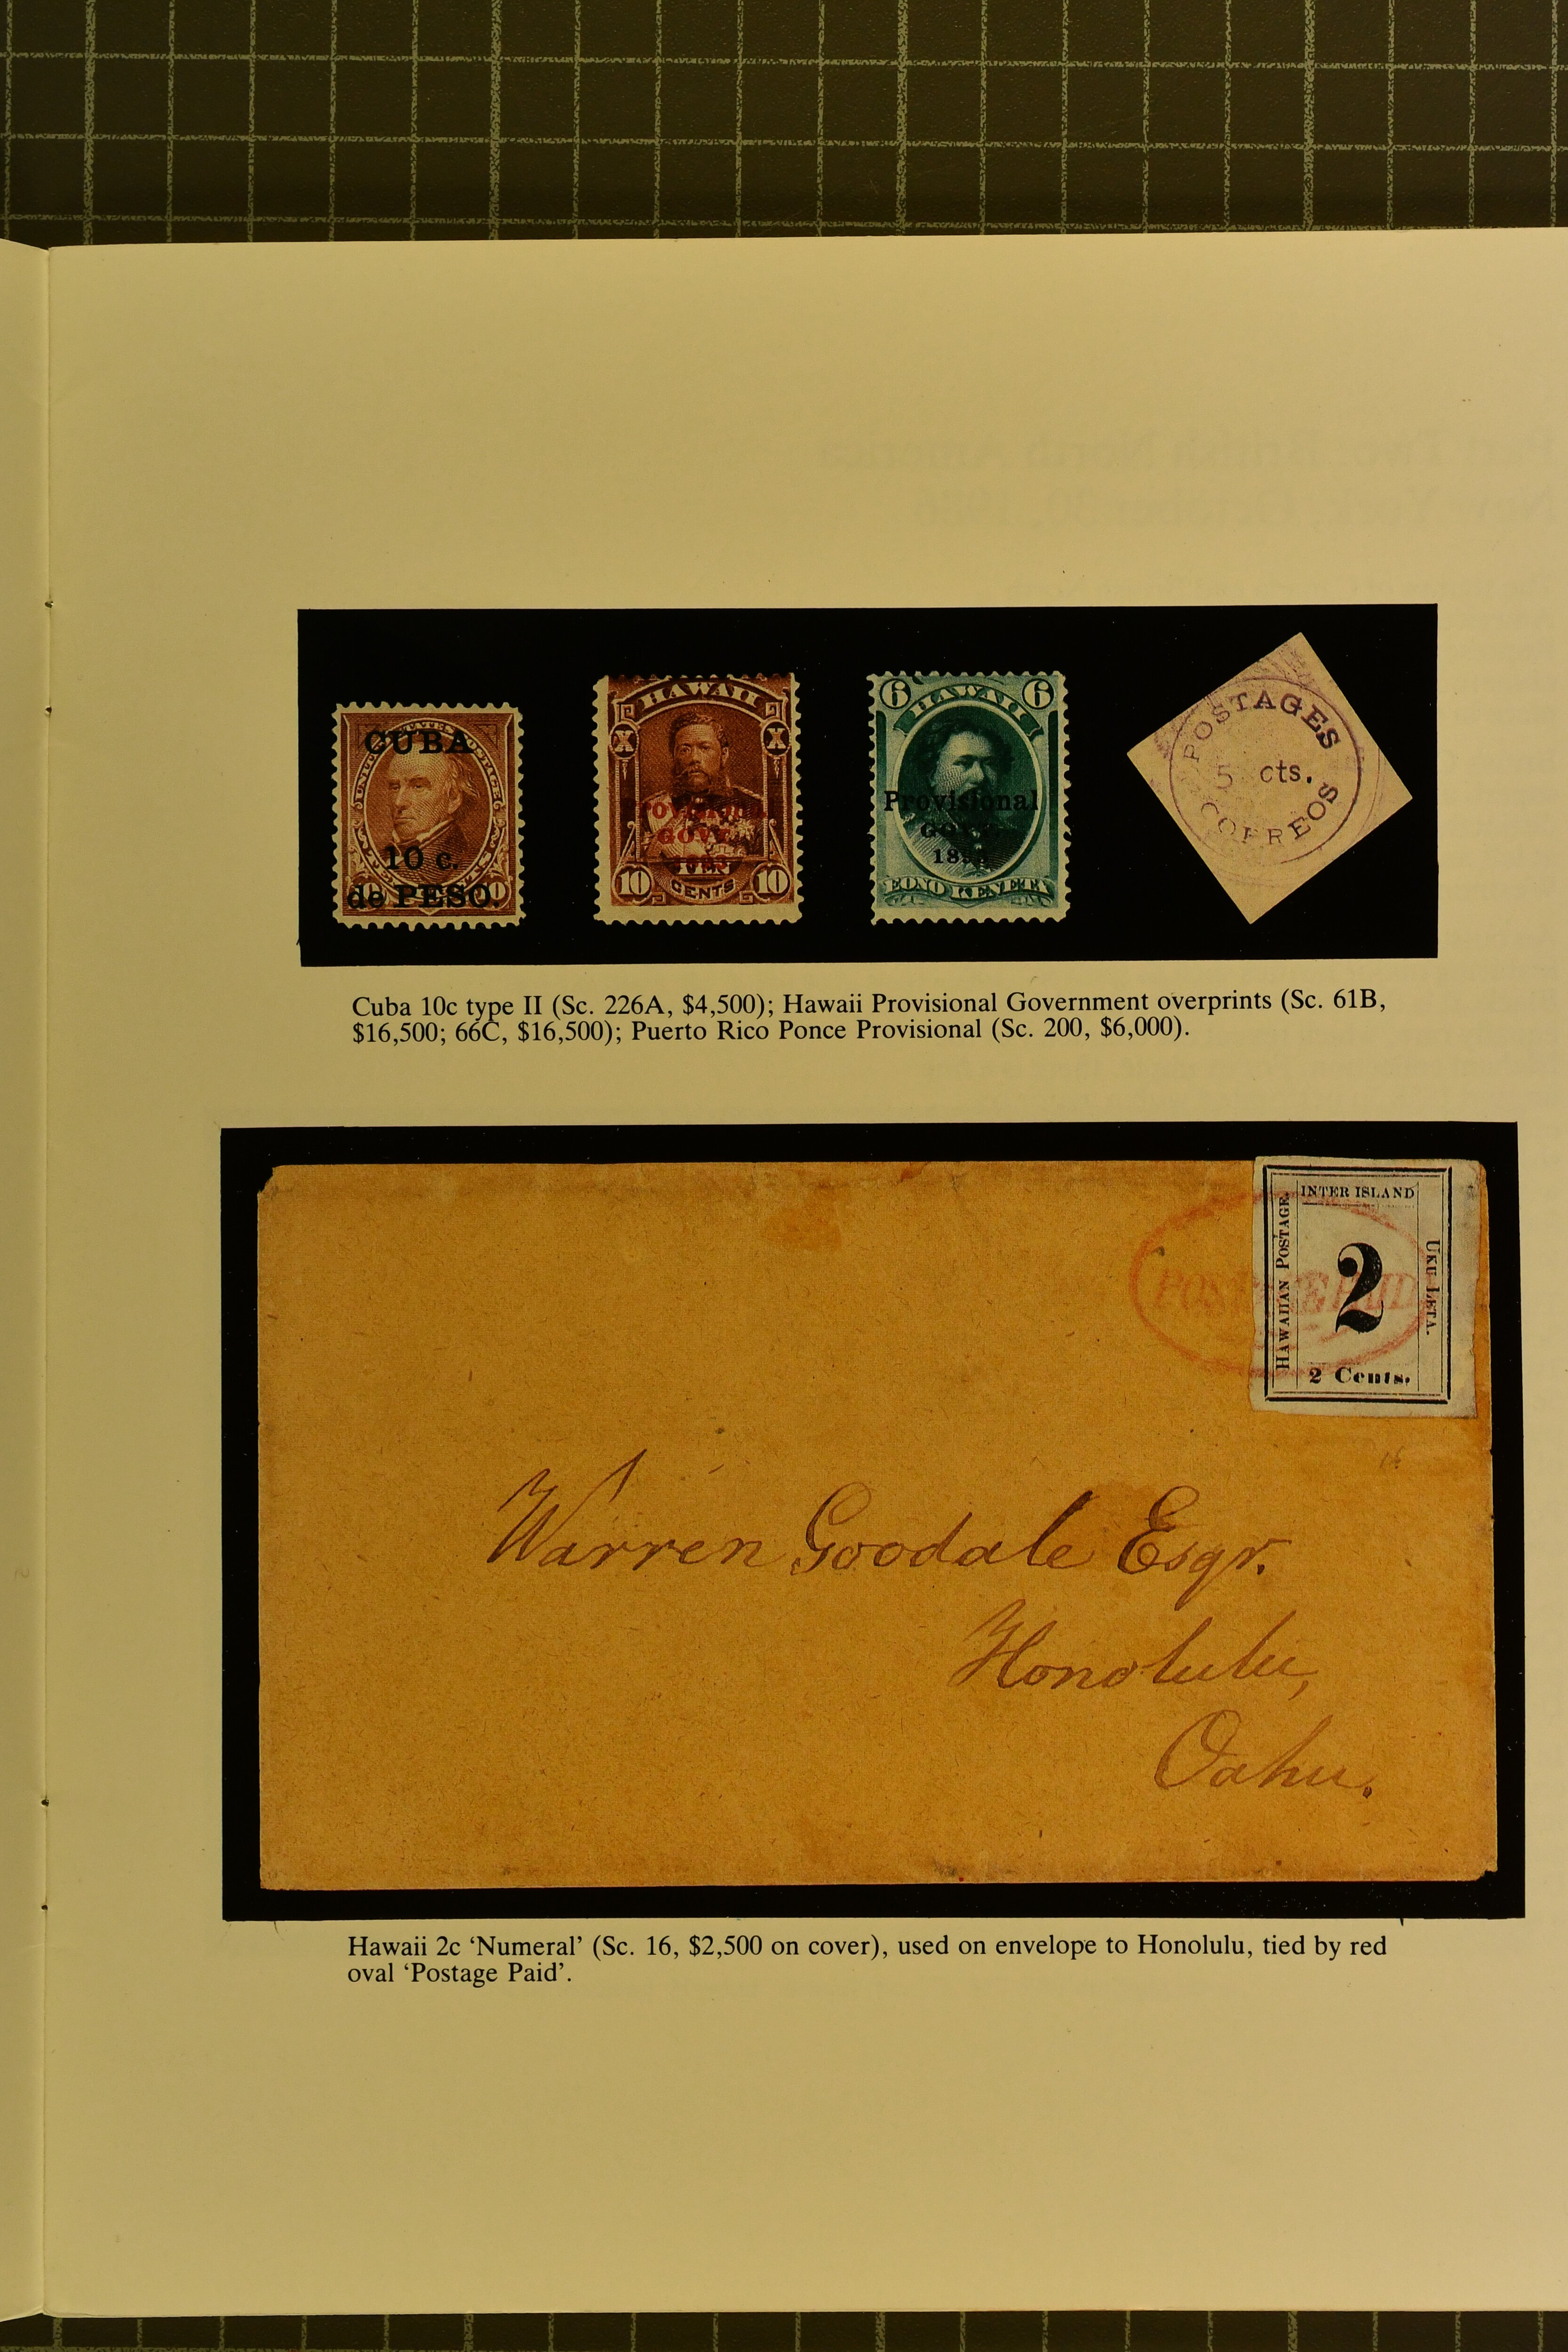 CUBA
10 c.
de PESO.
HAWAII
X X
Provisional
GOVT.
10 CENTS 10
6 HAWAII 6
Provisional
GOVT.
EONO KENETA
POSTAGES
5 cts.
CORREOS
Cuba 10c type II (Sc. 226A, $4,500); Hawaii Provisional Government overprints (Sc. 61B,
$16,500; 66C, $16,500); Puerto Rico Ponce Provisional (Sc. 200, $6,000).
INTER ISLAND
HAWAIIAN POSTAGE.
2
UKU LETA.
2 Cents.
POSTAGE PAID
Warren Goodale Esqr.
Honolulu,
Oahu.
Hawaii 2c ‘Numeral’ (Sc. 16, $2,500 on cover), used on envelope to Honolulu, tied by red
oval ‘Postage Paid’.